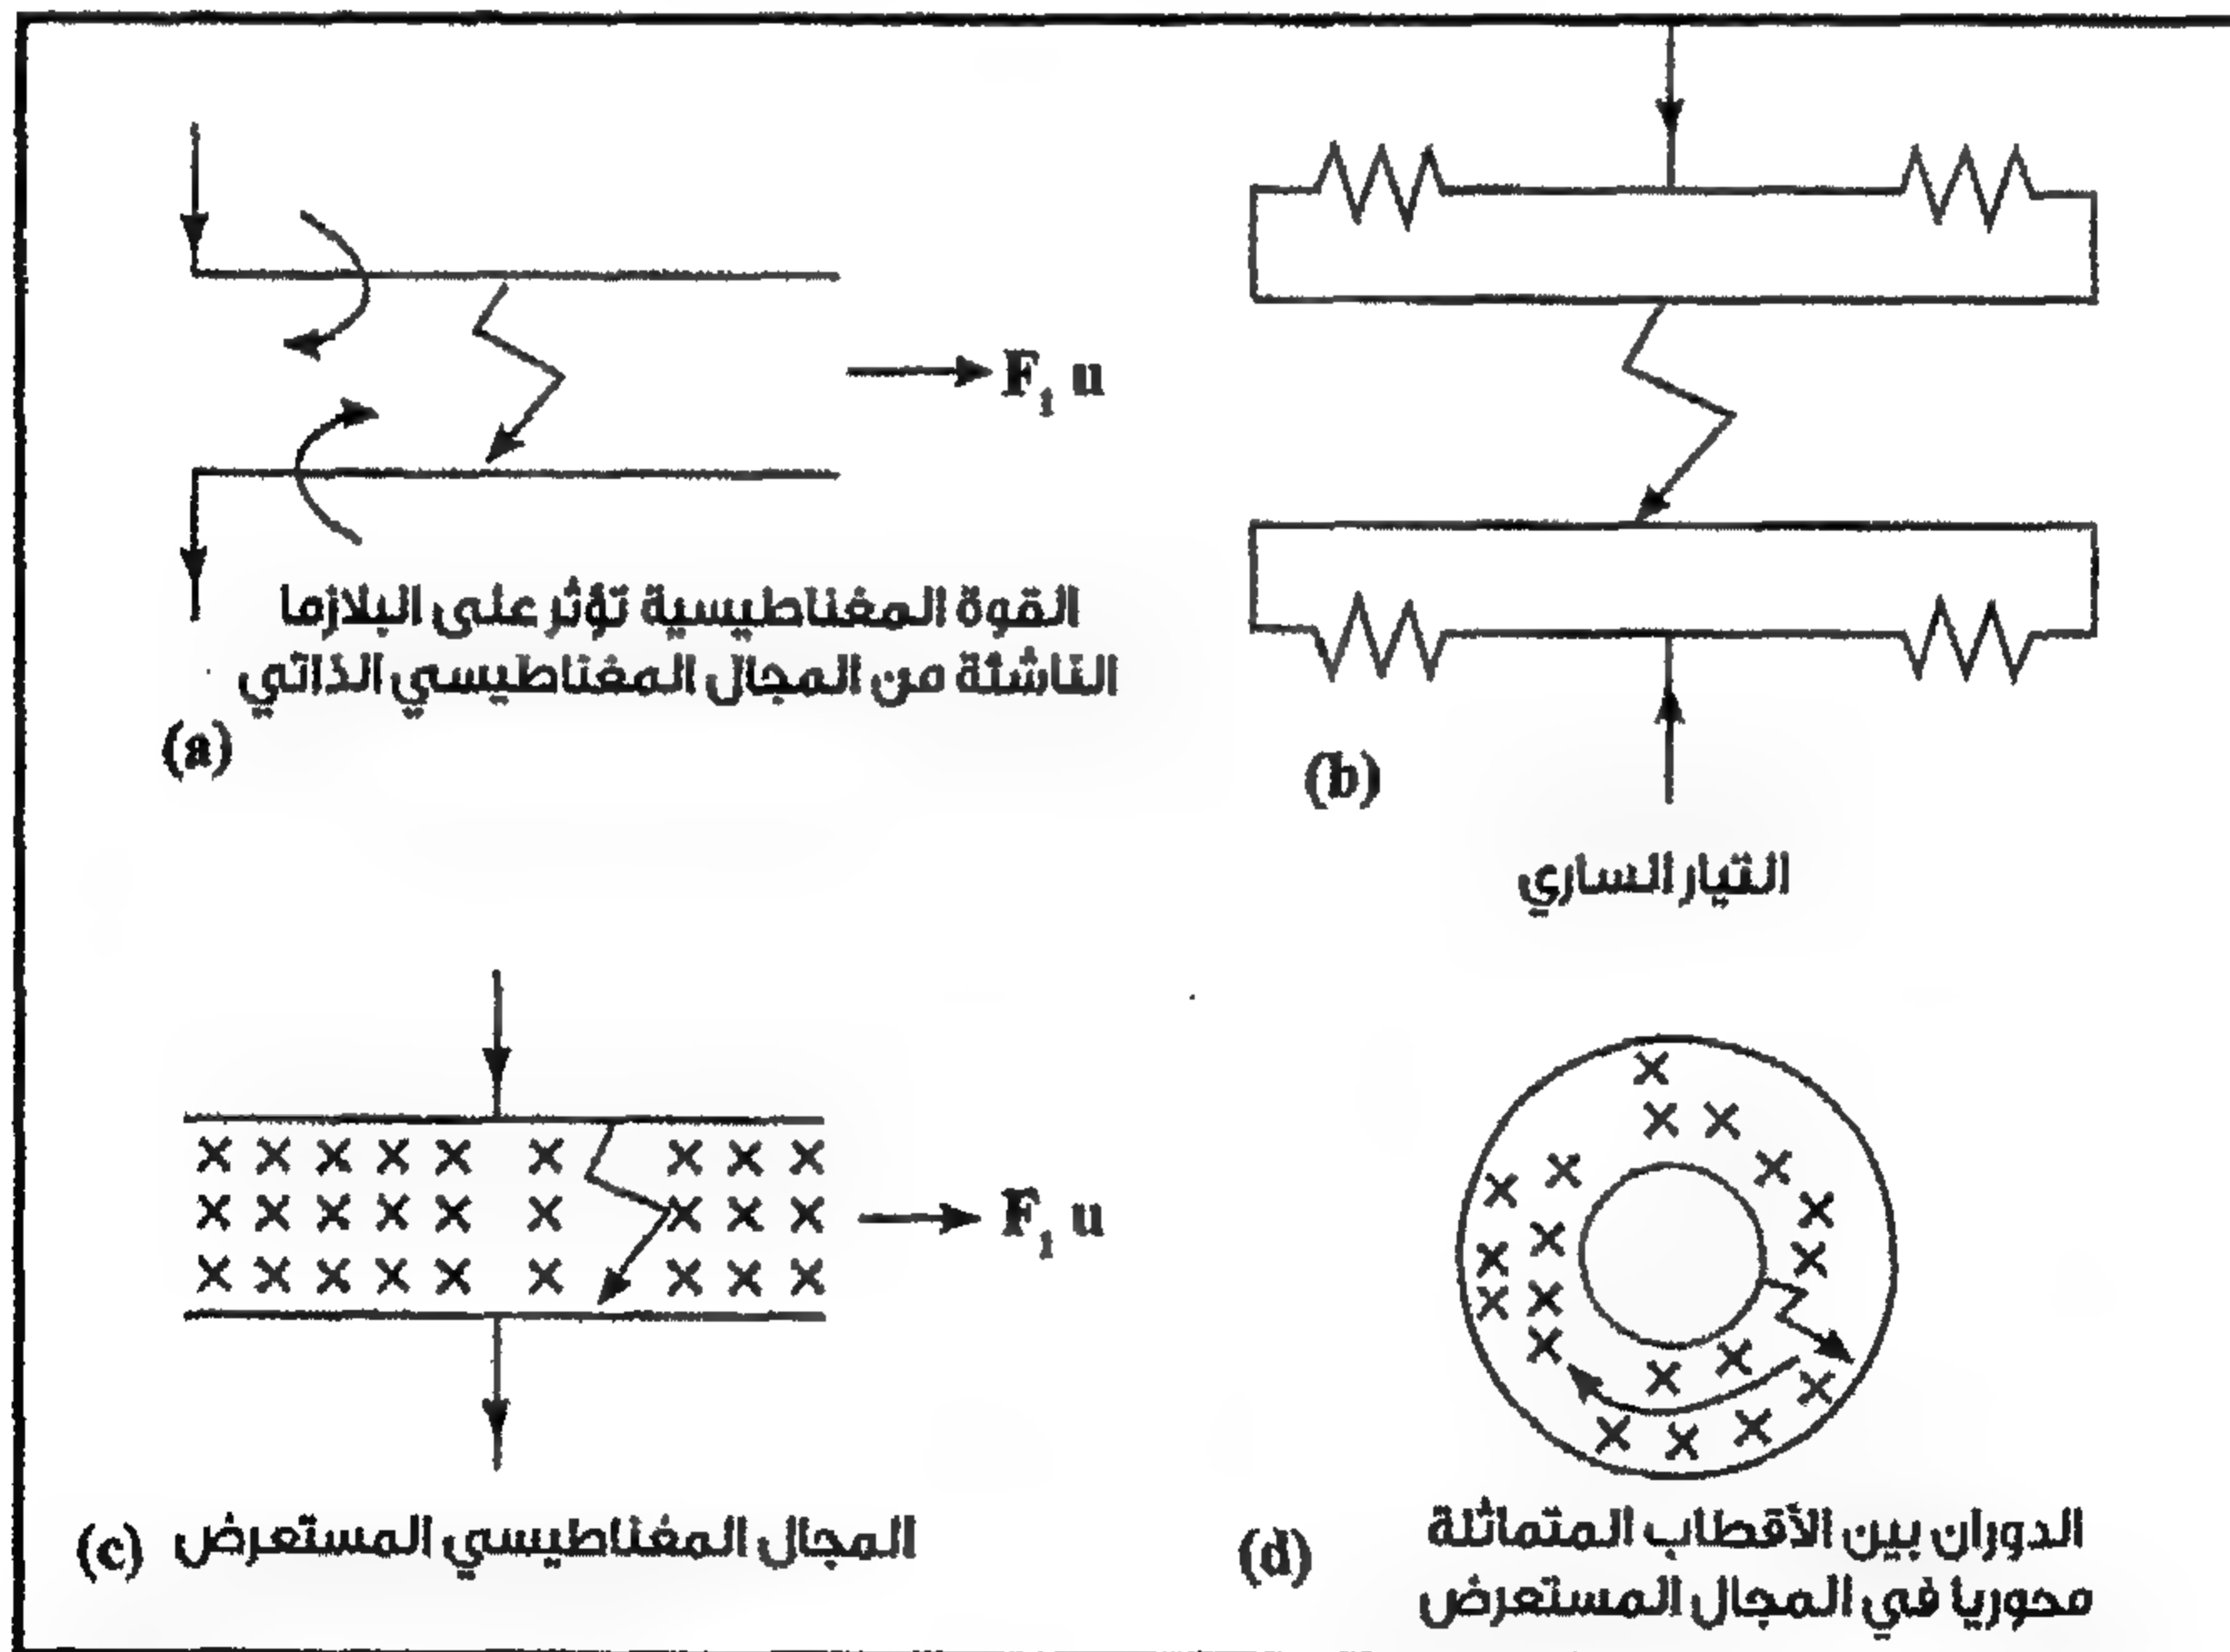 F₁ u
القوة المغناطيسية تؤثر على البلازما
الناشئة من المجال المغناطيسي الذاتي
(a)
(b)
التيار الساري
F₁ u
(c) المجال المغناطيسي المستعرض
(d) الدوران بين الأقطاب المتماثلة
محوريا في المجال المستعرض